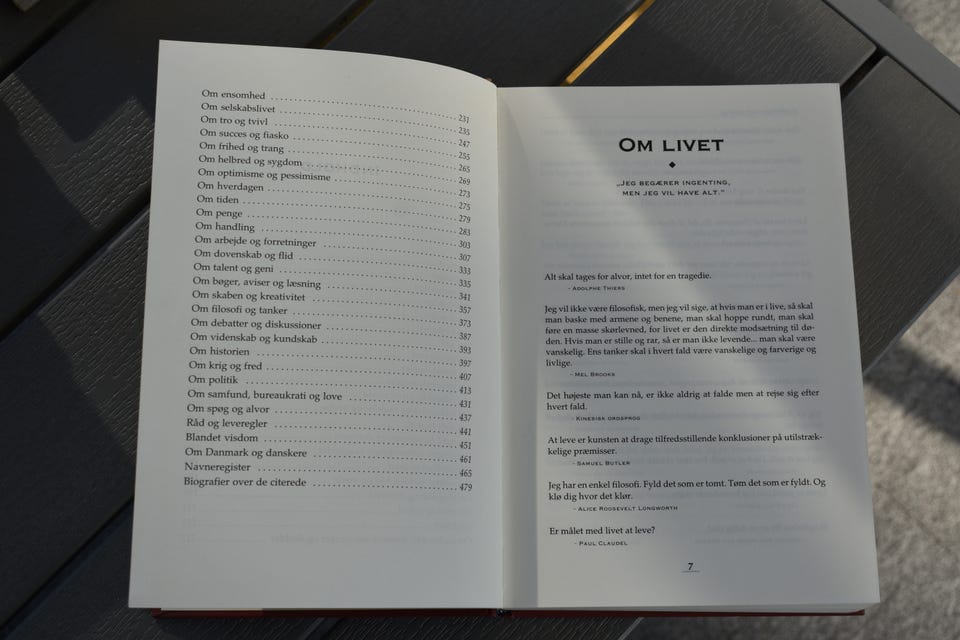 Om ensomhed 231
Om selskabslivet 235
Om tro og tvivl 247
Om succes og fiasko 255
Om frihed og trang 265
Om helbred og sygdom 269
Om optimisme og pessimisme 273
Om hverdagen 275
Om tiden 279
Om penge 283
Om handling 303
Om arbejde og forretninger 307
Om dovenskab og flid 333
Om talent og geni 335
Om bøger, aviser og læsning 341
Om skaben og kreativitet 357
Om filosofi og tanker 373
Om debatter og diskussioner 387
Om videnskab og kundskab 393
Om historien 397
Om krig og fred 407
Om politik 413
Om samfund, bureaukrati og love 431
Om spøg og alvor 437
Råd og leveregler 441
Blandet visdom 451
Om Danmark og danskere 461
Navneregister 465
Biografier over de citerede 479
OM LIVET
„JEG BEGÆRER INGENTING,
MEN JEG VIL HAVE ALT."
Alt skal tages for alvor, intet for en tragedie.
- ADOLPHE THIERS
Jeg vil ikke være filosofisk, men jeg vil sige, at hvis man er i live, så skal
man baske med armene og benene, man skal hoppe rundt, man skal
føre en masse skørlevned, for livet er den direkte modsætning til dø-
den. Hvis man er stille og rar, så er man ikke levende... man skal være
vanskelig. Ens tanker skal i hvert fald være vanskelige og farverige og
livlige.
- MEL BROOKS
Det højeste man kan nå, er ikke aldrig at falde men at rejse sig efter
hvert fald.
- KINESISK ORDSPROG
At leve er kunsten at drage tilfredsstillende konklusioner på utilstræk-
kelige præmisser.
- SAMUEL BUTLER
Jeg har en enkel filosofi. Fyld det som er tomt. Tøm det som er fyldt. Og
klø dig hvor det klør.
- ALICE ROOSEVELT LONGWORTH
Er målet med livet at leve?
- PAUL CLAUDEL
7